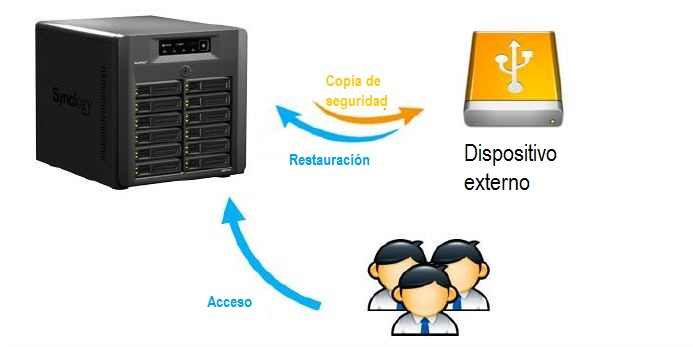 Synology
Copia de
seguridad
Restauración
Dispositivo
externo
Acceso